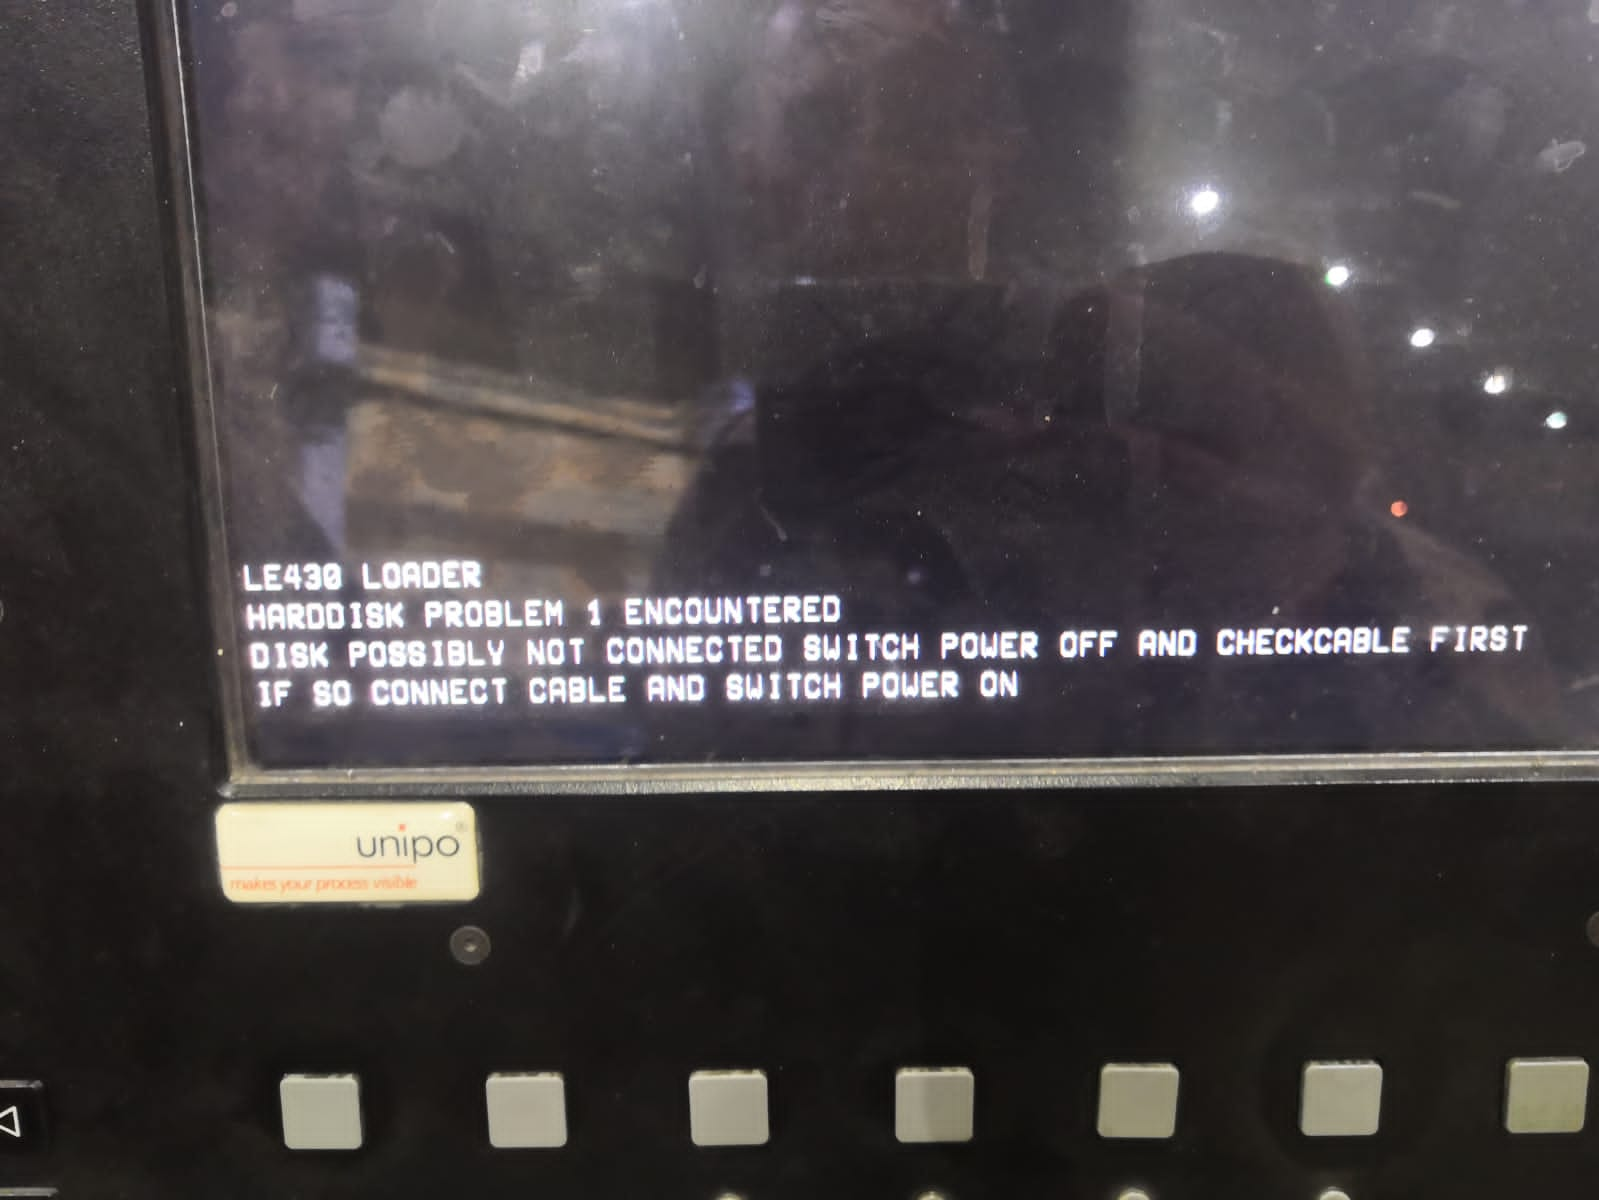 LE430 LOADER
HARDDISK PROBLEM 1 ENCOUNTERED
DISK POSSIBLY NOT CONNECTED SWITCH POWER OFF AND CHECKCABLE FIRST
IF SO CONNECT CABLE AND SWITCH POWER ON
unipo®
makes your process visible